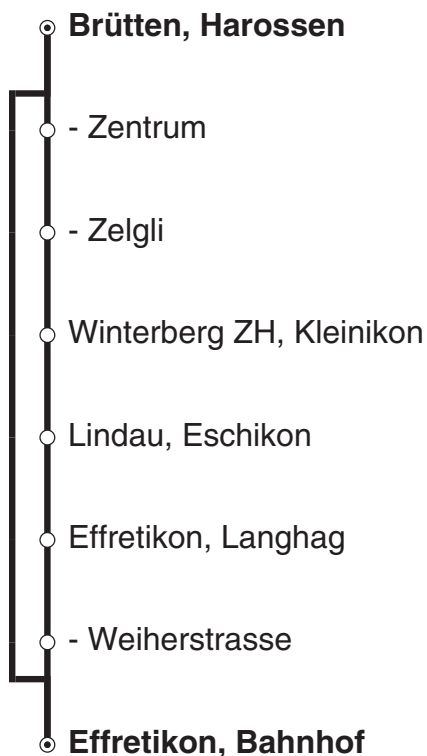 Brütten, Harossen
- Zentrum
- Zelgli
Winterberg ZH, Kleinikon
Lindau, Eschikon
Effretikon, Langhag
- Weiherstrasse
Effretikon, Bahnhof